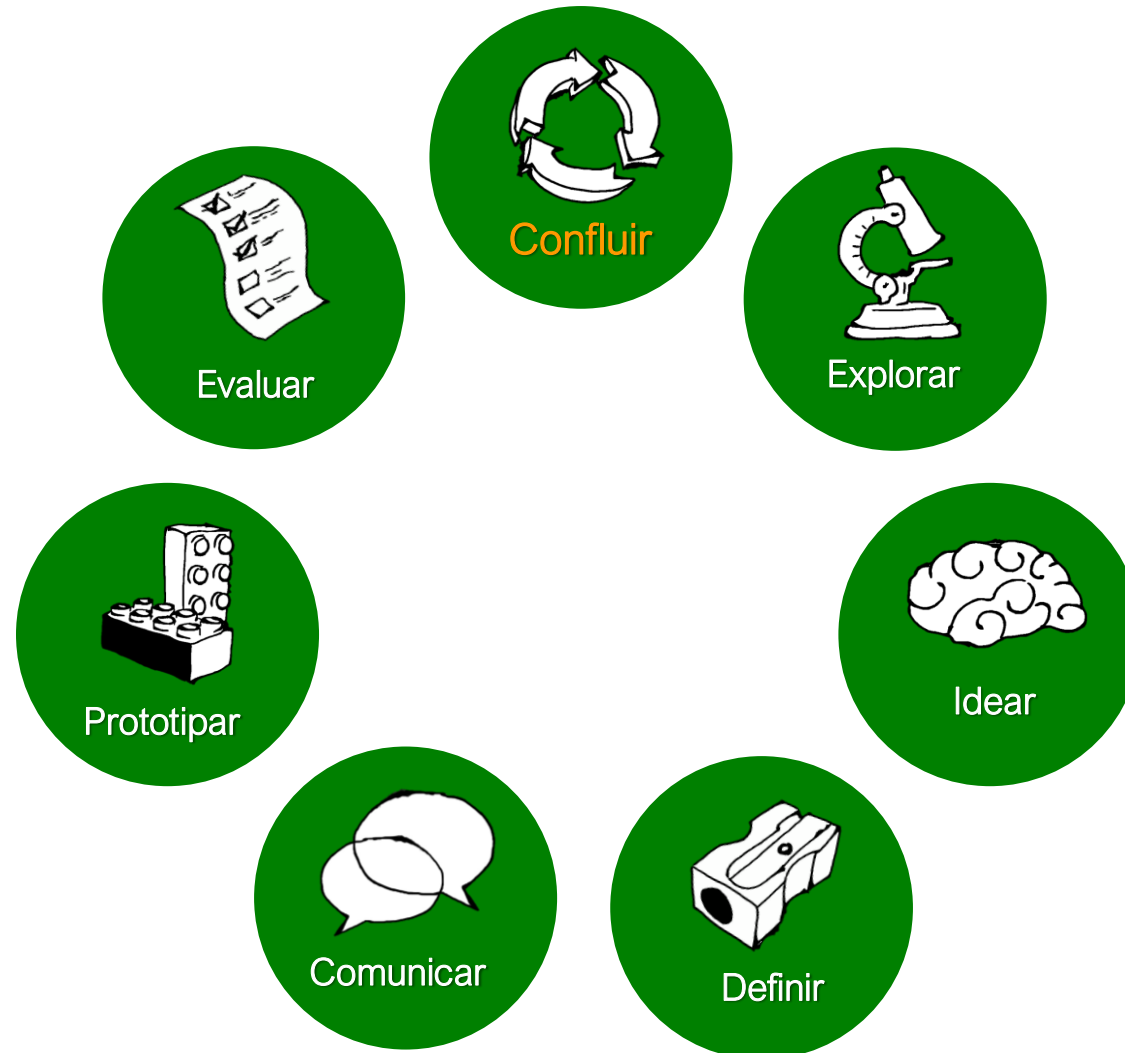 Confluir
Explorar
Idear
Definir
Comunicar
Prototipar
Evaluar